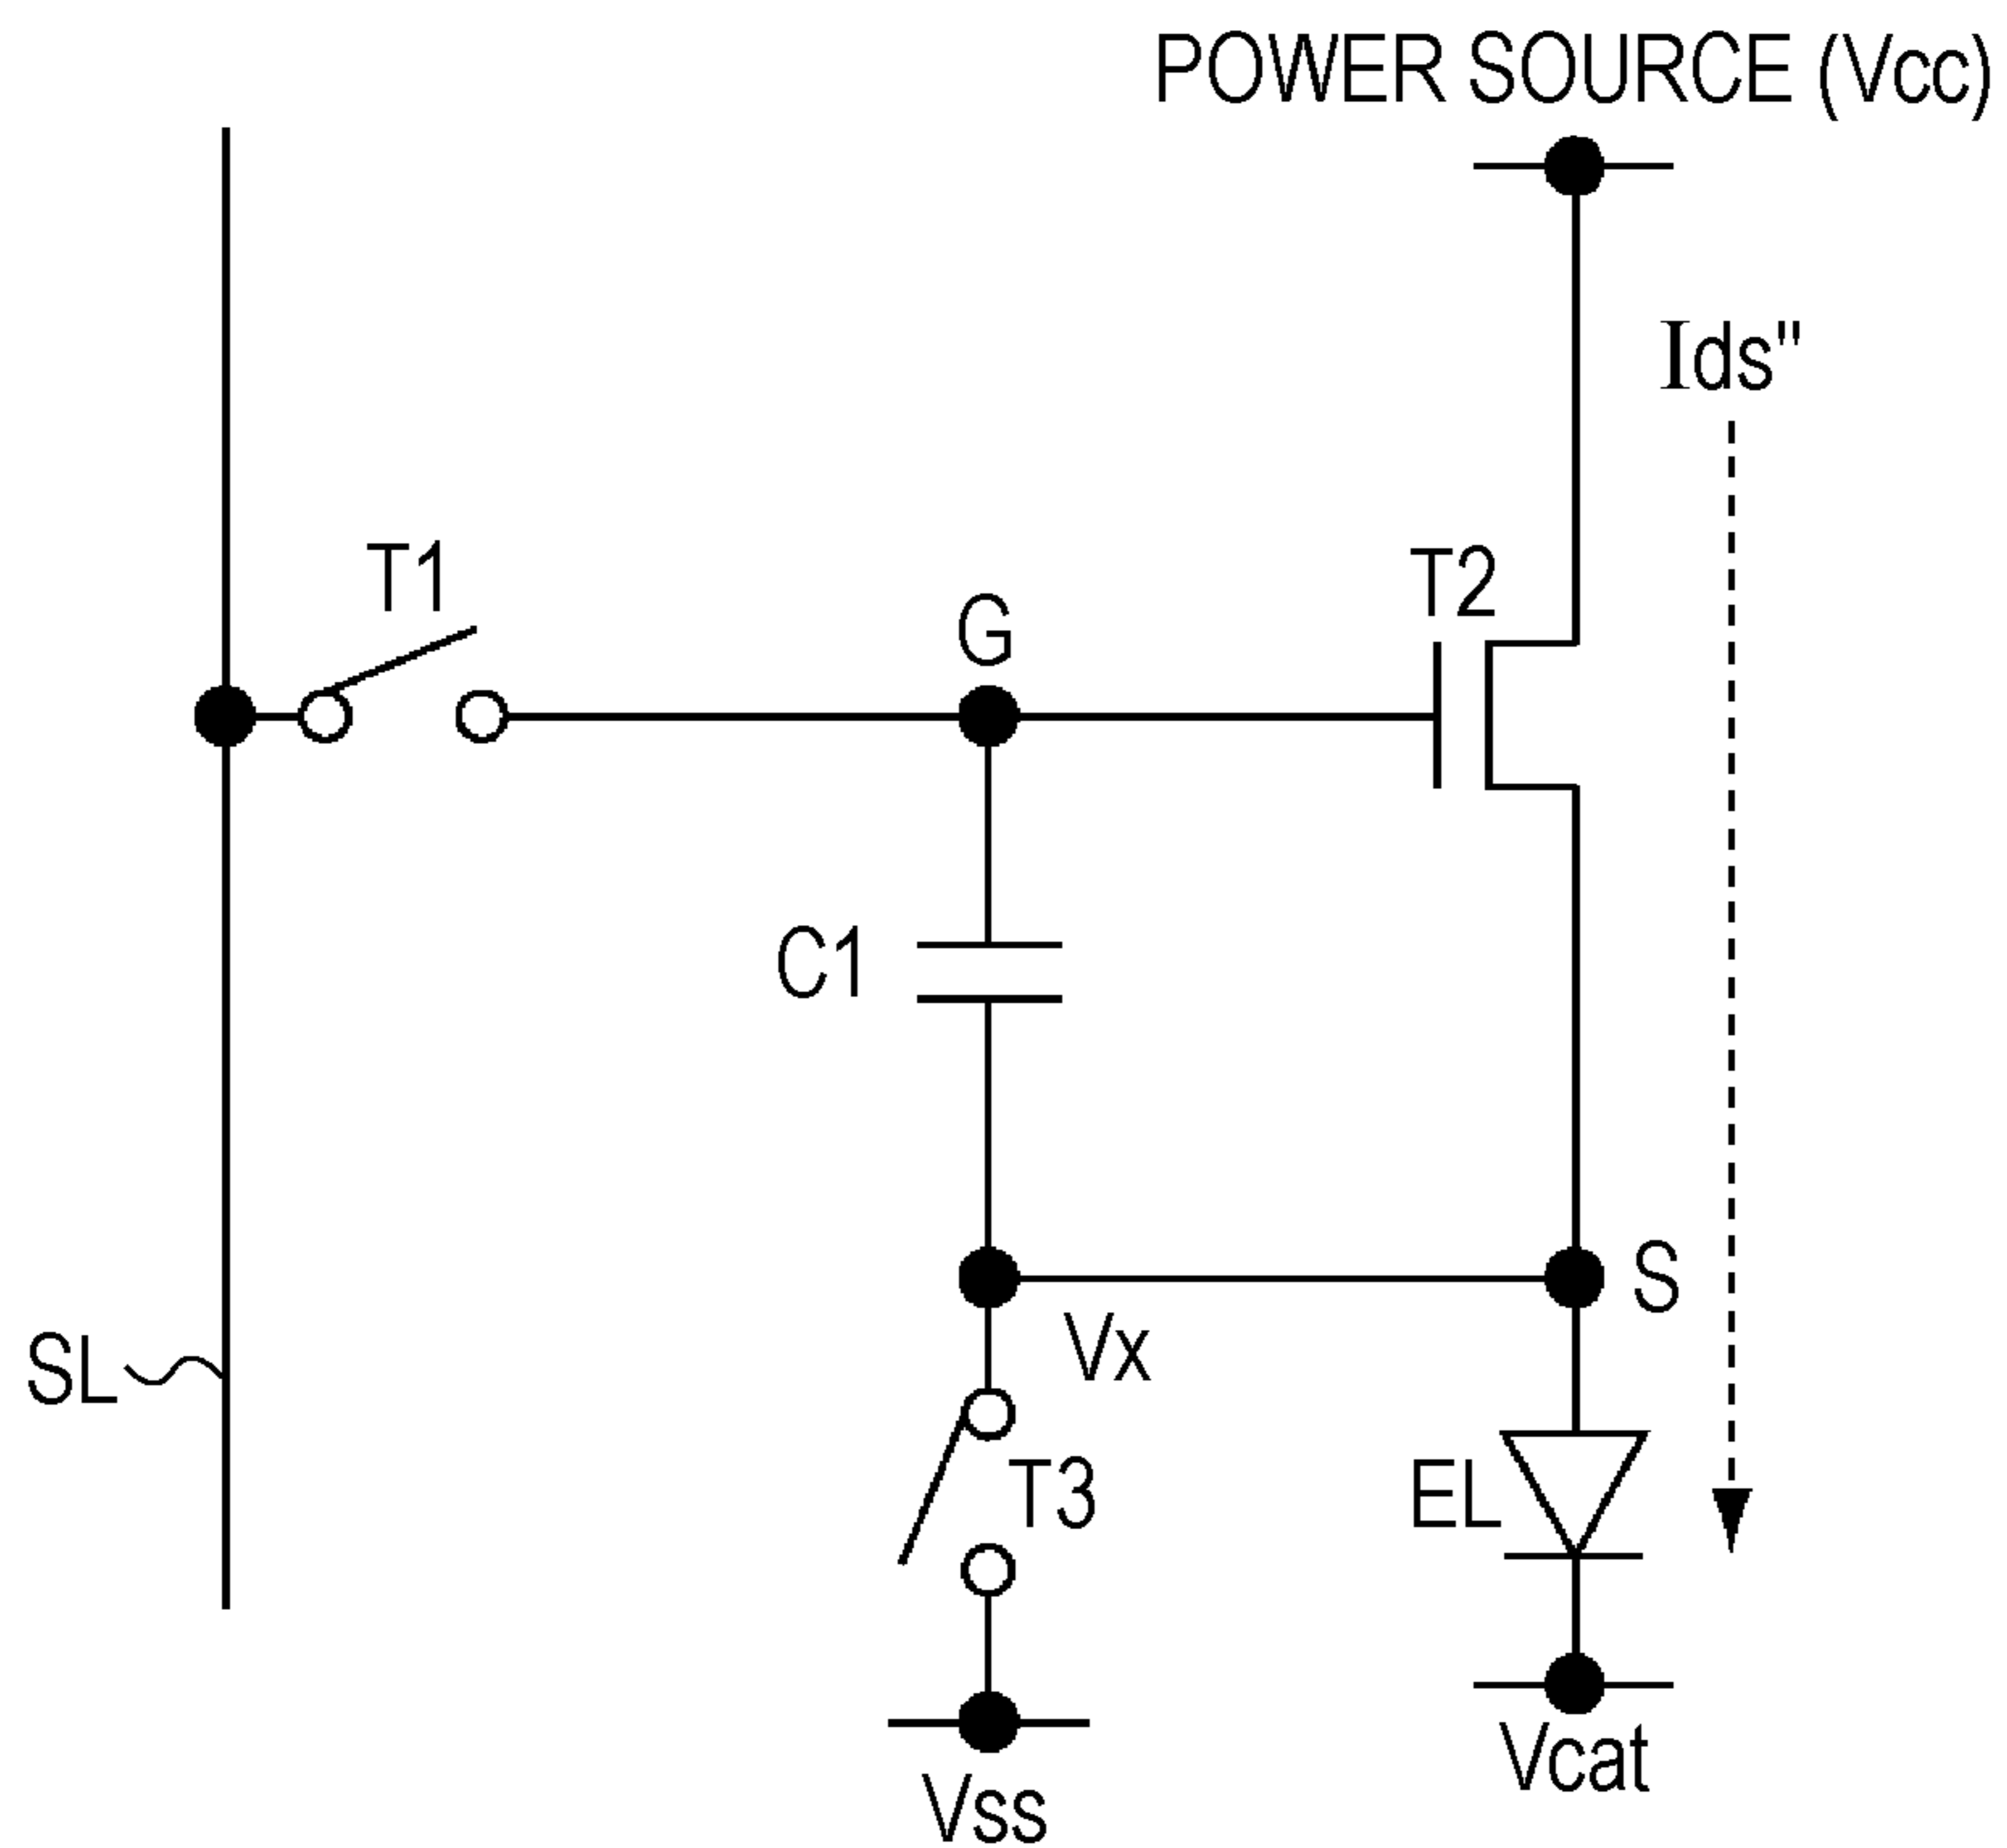 POWER SOURCE (Vcc)
Ids"
T1
G
T2
C1
S
Vx
SL
T3
EL
Vcat
Vss